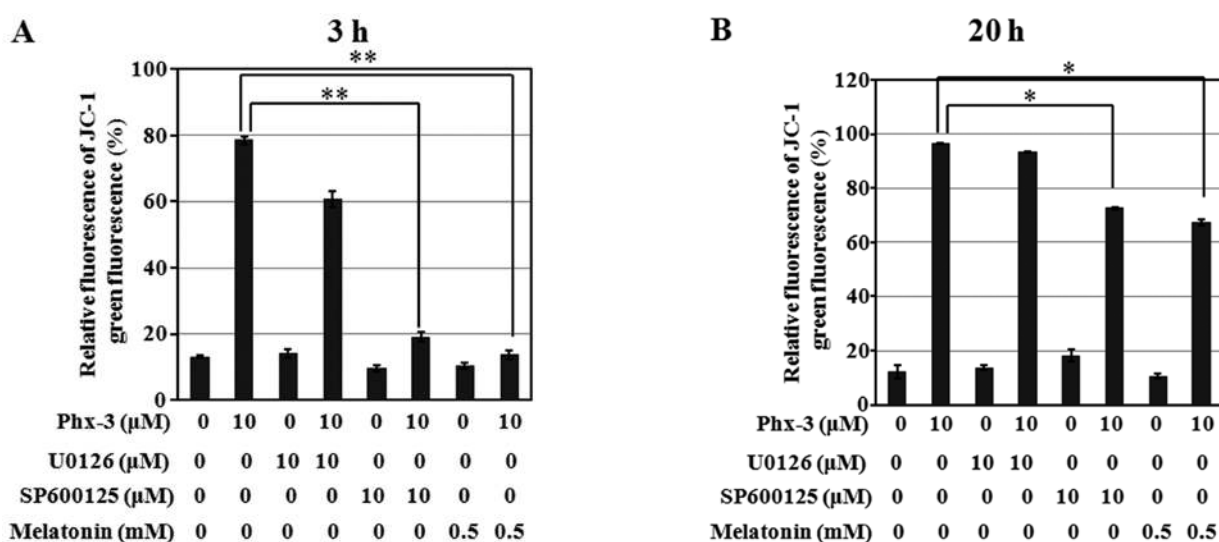 A
3 h
Relative fluorescence of JC-1
green fluorescence (%)
100
80
60
40
20
0
**
**
Phx-3 (µM) 0 10 0 10 0 10 0 10
U0126 (µM) 0 0 10 10 0 0 0 0
SP600125 (µM) 0 0 0 0 10 10 0 0
Melatonin (mM) 0 0 0 0 0 0 0.5 0.5
B
20 h
Relative fluorescence of JC-1
green fluorescence (%)
120
100
80
60
40
20
0
*
*
Phx-3 (µM) 0 10 0 10 0 10 0 10
U0126 (µM) 0 0 10 10 0 0 0 0
SP600125 (µM) 0 0 0 0 10 10 0 0
Melatonin (mM) 0 0 0 0 0 0 0.5 0.5